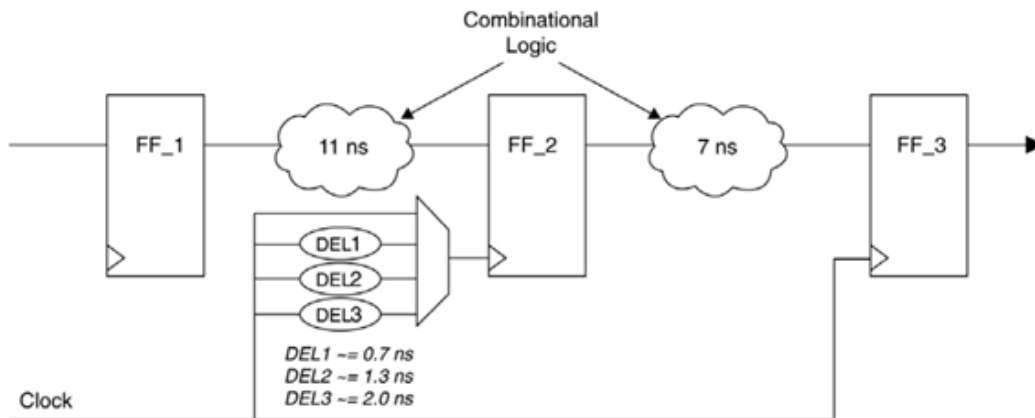 Combinational
Logic
FF_1
11 ns
FF_2
7 ns
FF_3
DEL1
DEL2
DEL3
DEL1 ~= 0.7 ns
DEL2 ~= 1.3 ns
DEL3 ~= 2.0 ns
Clock